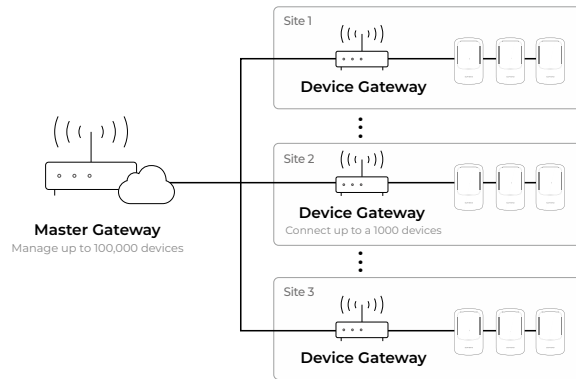 Site 1
Device Gateway
Site 2
Master Gateway
Manage up to 100,000 devices
Device Gateway
Connect up to a 1000 devices
Site 3
Device Gateway